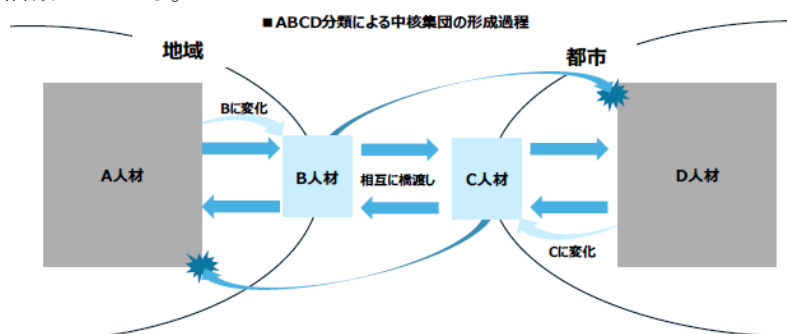 ■ABCD分類による中核集団の形成過程
地域
都市
Bに変化
A人材
B人材
相互に橋渡し
C人材
D人材
Cに変化